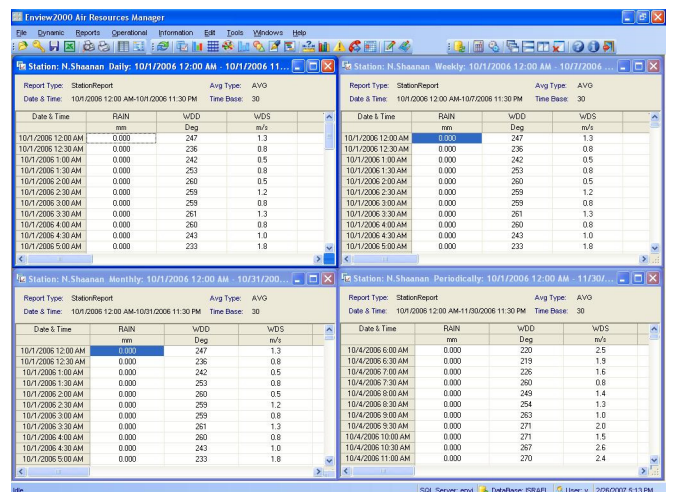 Enview2000 Air Resources Manager
File Dynamic Reports Operational Information Edit Tools Windows Help
Station: N.Shaanan Daily: 10/1/2006 12:00 AM - 10/1/2006 11...
Report Type: StationReport Avg Type: AVG
Date & Time: 10/1/2006 12:00 AM-10/1/2006 11:30 PM Time Base: 30
Date & Time RAIN WDD WDS
mm Deg m/s
10/1/2006 12:00 AM 0.000 247 1.3
10/1/2006 12:30 AM 0.000 236 0.8
10/1/2006 1:00 AM 0.000 242 0.5
10/1/2006 1:30 AM 0.000 253 0.8
10/1/2006 2:00 AM 0.000 260 0.5
10/1/2006 2:30 AM 0.000 259 1.2
10/1/2006 3:00 AM 0.000 259 0.8
10/1/2006 3:30 AM 0.000 261 1.3
10/1/2006 4:00 AM 0.000 260 0.8
10/1/2006 4:30 AM 0.000 243 1.0
10/1/2006 5:00 AM 0.000 233 1.8
Station: N.Shaanan Weekly: 10/1/2006 12:00 AM - 10/7/2006 ...
Report Type: StationReport Avg Type: AVG
Date & Time: 10/1/2006 12:00 AM-10/7/2006 11:30 PM Time Base: 30
Date & Time RAIN WDD WDS
mm Deg m/s
10/1/2006 12:00 AM 0.000 247 1.3
10/1/2006 12:30 AM 0.000 236 0.8
10/1/2006 1:00 AM 0.000 242 0.5
10/1/2006 1:30 AM 0.000 253 0.8
10/1/2006 2:00 AM 0.000 260 0.5
10/1/2006 2:30 AM 0.000 259 1.2
10/1/2006 3:00 AM 0.000 259 0.8
10/1/2006 3:30 AM 0.000 261 1.3
10/1/2006 4:00 AM 0.000 260 0.8
10/1/2006 4:30 AM 0.000 243 1.0
10/1/2006 5:00 AM 0.000 233 1.8
Station: N.Shaanan Monthly: 10/1/2006 12:00 AM - 10/31/200...
Report Type: StationReport Avg Type: AVG
Date & Time: 10/1/2006 12:00 AM-10/31/2006 11:30 PM Time Base: 30
Date & Time RAIN WDD WDS
mm Deg m/s
10/1/2006 12:00 AM 0.000 247 1.3
10/1/2006 12:30 AM 0.000 236 0.8
10/1/2006 1:00 AM 0.000 242 0.5
10/1/2006 1:30 AM 0.000 253 0.8
10/1/2006 2:00 AM 0.000 260 0.5
10/1/2006 2:30 AM 0.000 259 1.2
10/1/2006 3:00 AM 0.000 259 0.8
10/1/2006 3:30 AM 0.000 261 1.3
10/1/2006 4:00 AM 0.000 260 0.8
10/1/2006 4:30 AM 0.000 243 1.0
10/1/2006 5:00 AM 0.000 233 1.8
Station: N.Shaanan Periodically: 10/1/2006 12:00 AM - 11/30/...
Report Type: StationReport Avg Type: AVG
Date & Time: 10/1/2006 12:00 AM-11/30/2006 11:30 PM Time Base: 30
Date & Time RAIN WDD WDS
mm Deg m/s
10/4/2006 6:00 AM 0.000 220 2.5
10/4/2006 6:30 AM 0.000 219 1.9
10/4/2006 7:00 AM 0.000 226 1.6
10/4/2006 7:30 AM 0.000 260 0.8
10/4/2006 8:00 AM 0.000 249 1.4
10/4/2006 8:30 AM 0.000 254 1.3
10/4/2006 9:00 AM 0.000 263 1.0
10/4/2006 9:30 AM 0.000 271 2.0
10/4/2006 10:00 AM 0.000 271 1.5
10/4/2006 10:30 AM 0.000 267 2.6
10/4/2006 11:00 AM 0.000 270 2.4
Idle SQL Server: envi DataBase: ISRAEL User: v 2/26/2007 5:13 PM